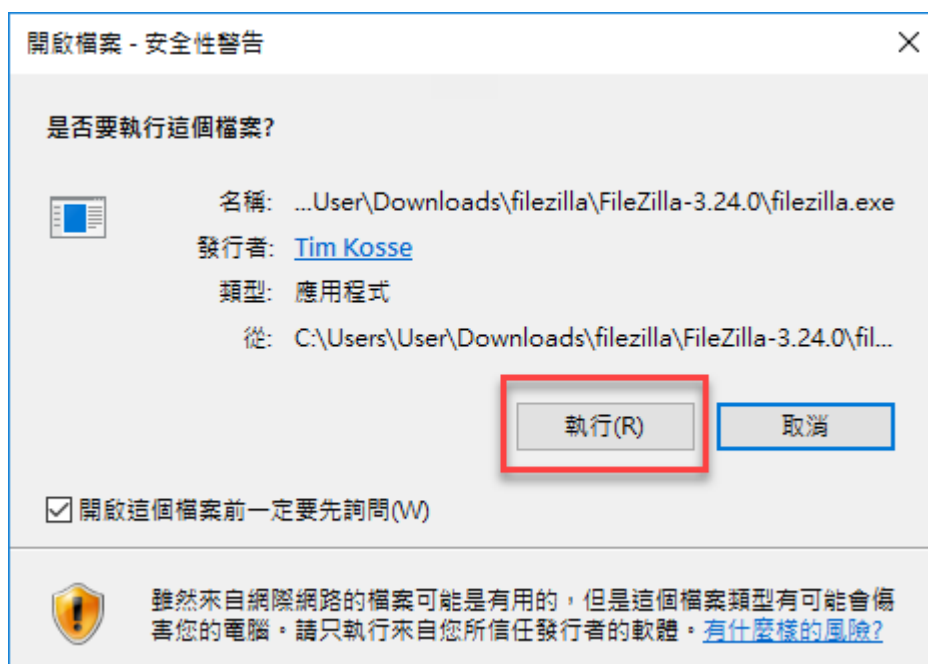 開啟檔案 - 安全性警告
是否要執行這個檔案?
名稱: ...User\Downloads\filezilla\FileZilla-3.24.0\filezilla.exe
發行者: Tim Kosse
類型: 應用程式
從: C:\Users\User\Downloads\filezilla\FileZilla-3.24.0\fil...
執行(R) 取消
開啟這個檔案前一定要先詢問(W)
雖然來自網際網路的檔案可能是有用的，但是這個檔案類型有可能會傷
害您的電腦。請只執行來自您所信任發行者的軟體。有什麼樣的風險?